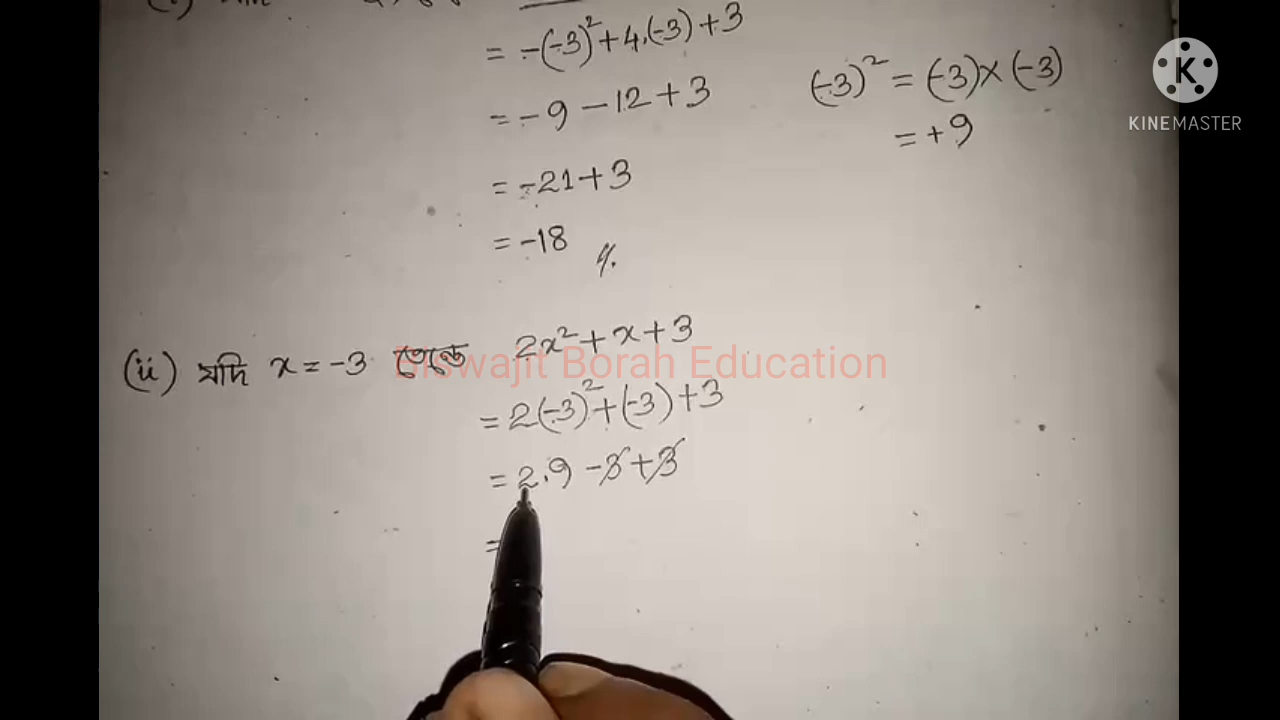 = -(-3)² + 4.(-3) + 3
(-3)² = (-3) × (-3)
= -9 - 12 + 3
= +9
= -21 + 3
= -18
(ii) যদি x = -3 তেন্তে 2x² + x + 3
= 2(-3)² + (-3) + 3
= 2.9 - 3 + 3
=
KINEMASTER
Biswajit Borah Education